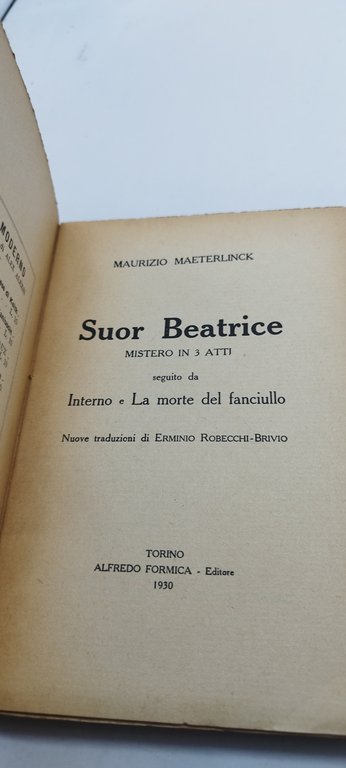 MODERNO
MAURIZIO MAETERLINCK
Suor Beatrice
MISTERO IN 3 ATTI
seguito da
Interno e La morte del fanciullo
Nuove traduzioni di ERMINIO ROBECCHI-BRIVIO
TORINO
ALFREDO FORMICA - Editore
1930